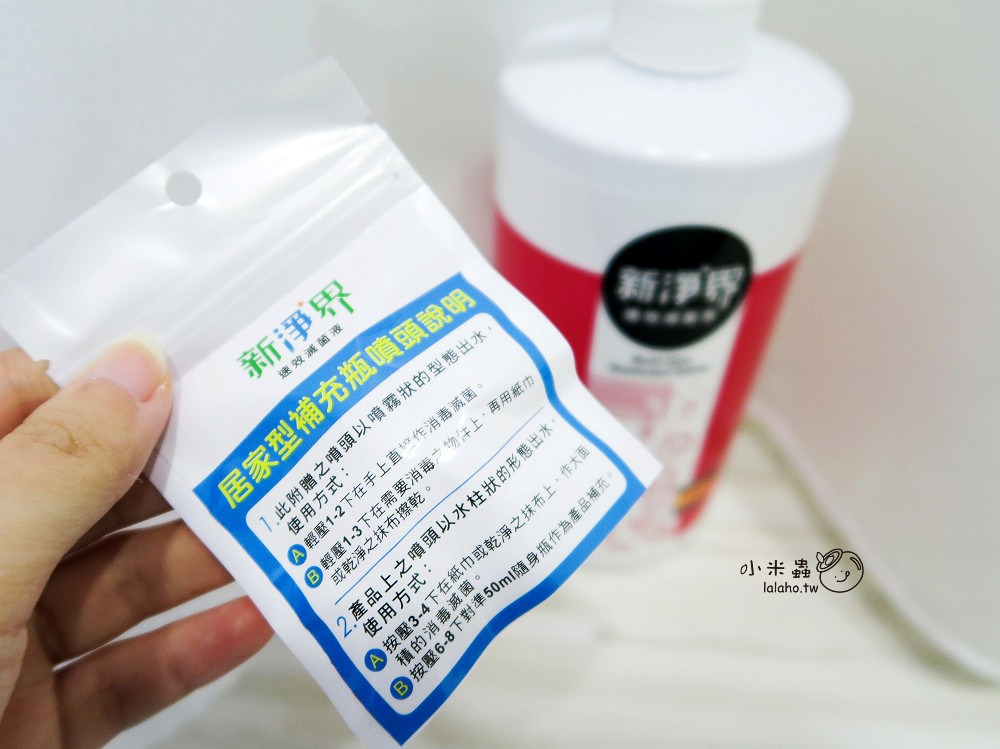 新淨界
速效滅菌液
居家型補充瓶噴頭說明
1.此附贈之噴頭以噴霧狀的型態出水，
使用方式：
A 輕壓1-2下在手上直接作消毒滅菌。
B 輕壓1-3下在需要消毒之物件上，再用紙巾
或乾淨之抹布擦乾。
2.產品上之噴頭以水柱狀的形態出水，
使用方式：
A 按壓3-4下在紙巾或乾淨之抹布上，作大面
積的消毒滅菌。
B 按壓6-8下對準50ml隨身瓶作為產品補充。
新淨界
小米蟲
lalaho.tw